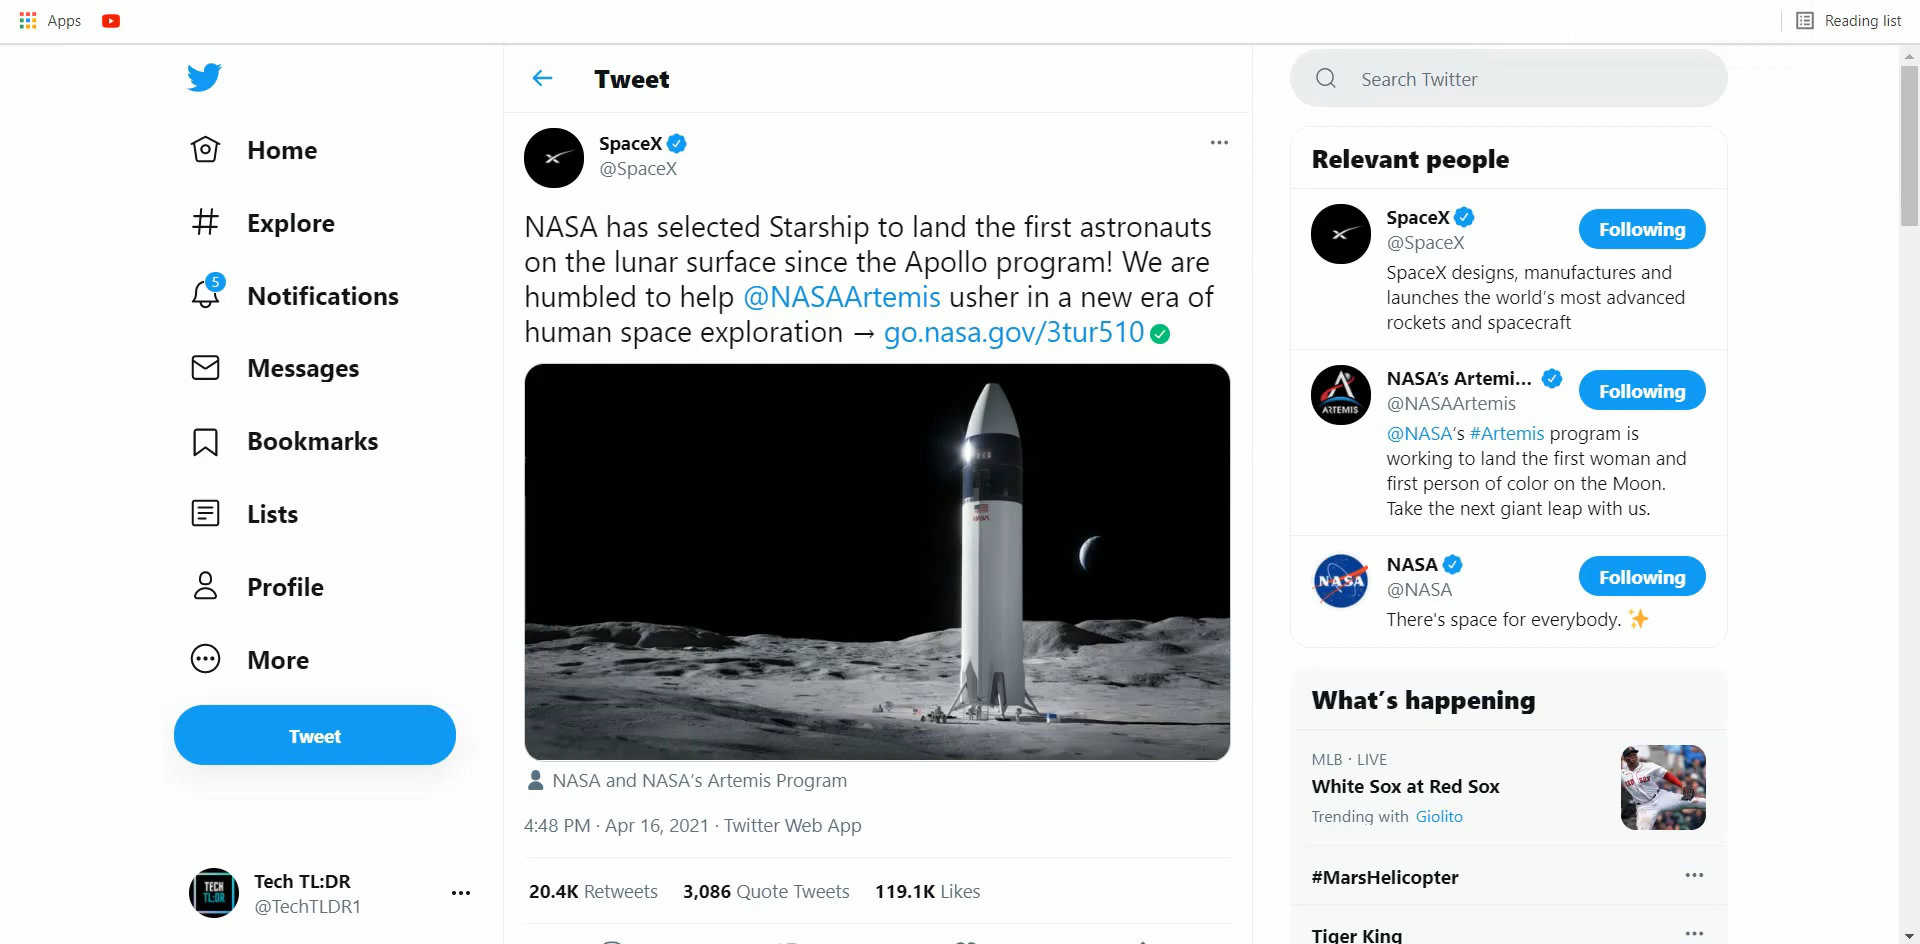 Apps
Reading list
Tweet
Search Twitter
Home
Explore
5
Notifications
Messages
Bookmarks
Lists
Profile
More
Tweet
TECH
TL:DR
Tech TL:DR
@TechTLDR1
SpaceX
@SpaceX
NASA has selected Starship to land the first astronauts
on the lunar surface since the Apollo program! We are
humbled to help @NASAArtemis usher in a new era of
human space exploration → go.nasa.gov/3tur510
NASA and NASA's Artemis Program
4:48 PM · Apr 16, 2021 · Twitter Web App
20.4K Retweets 3,086 Quote Tweets 119.1K Likes
Relevant people
SpaceX
@SpaceX
Following
SpaceX designs, manufactures and
launches the world's most advanced
rockets and spacecraft
ARTEMIS
NASA's Artemi...
@NASAArtemis
Following
@NASA's #Artemis program is
working to land the first woman and
first person of color on the Moon.
Take the next giant leap with us.
NASA
NASA
@NASA
Following
There's space for everybody. ✨
What's happening
MLB · LIVE
White Sox at Red Sox
Trending with Giolito
#MarsHelicopter
Tiger King